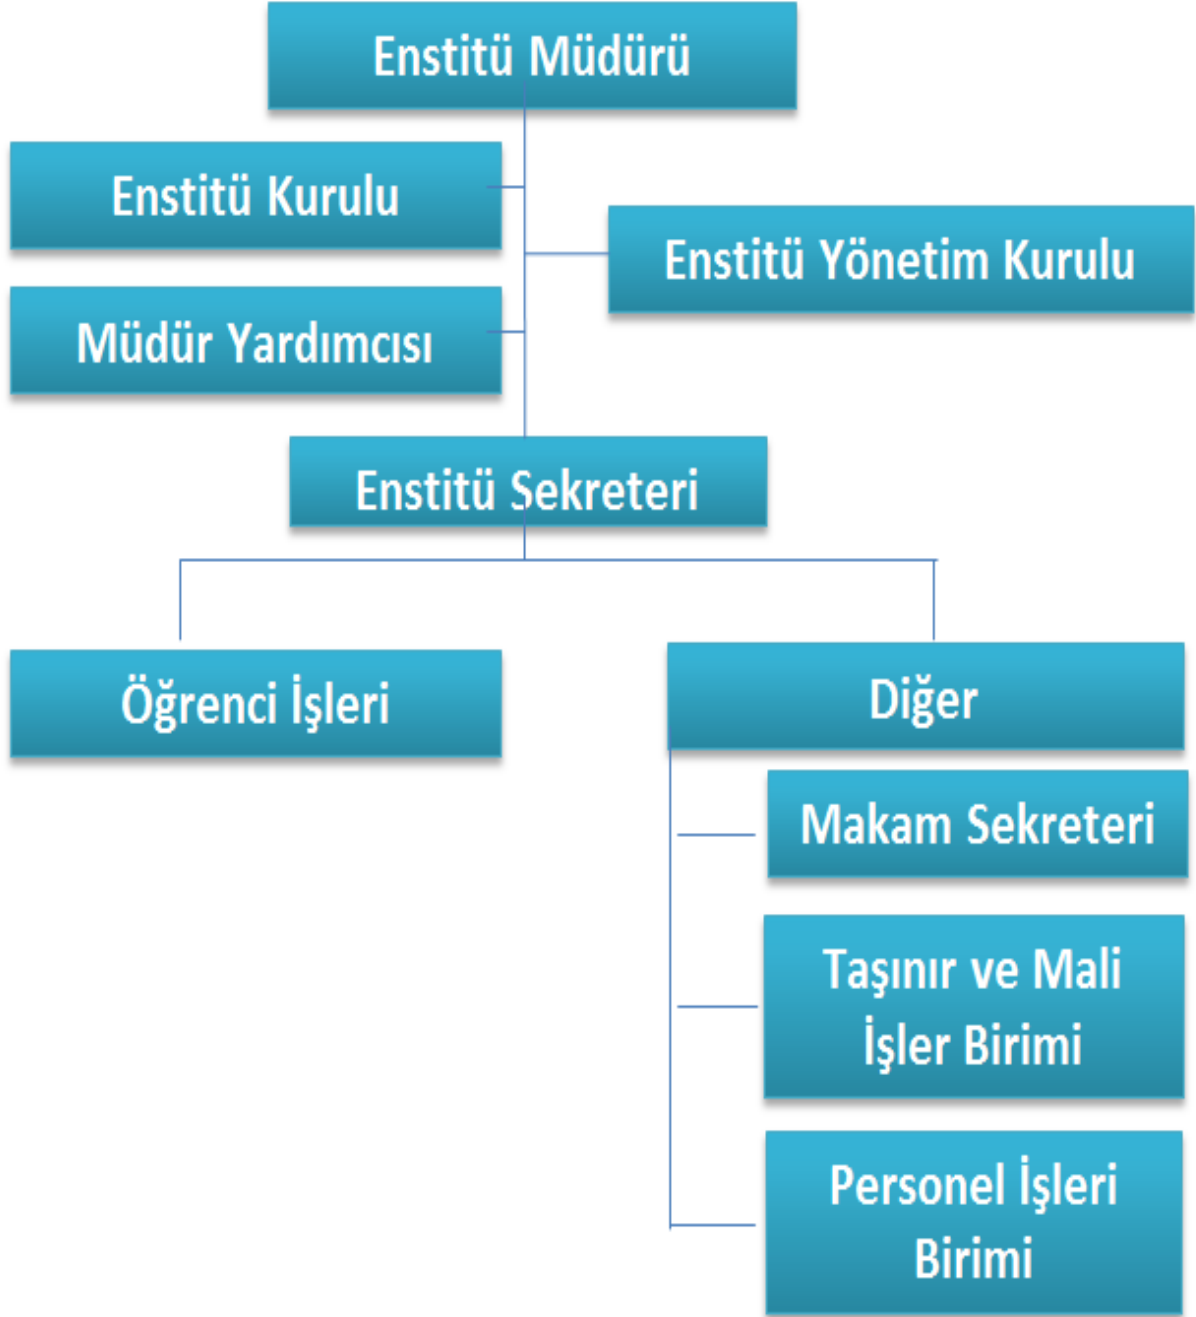 Enstitü Müdürü
Enstitü Kurulu
Enstitü Yönetim Kurulu
Müdür Yardımcısı
Enstitü Sekreteri
Öğrenci İşleri
Diğer
Makam Sekreteri
Taşınır ve Mali
İşler Birimi
Personel İşleri
Birimi